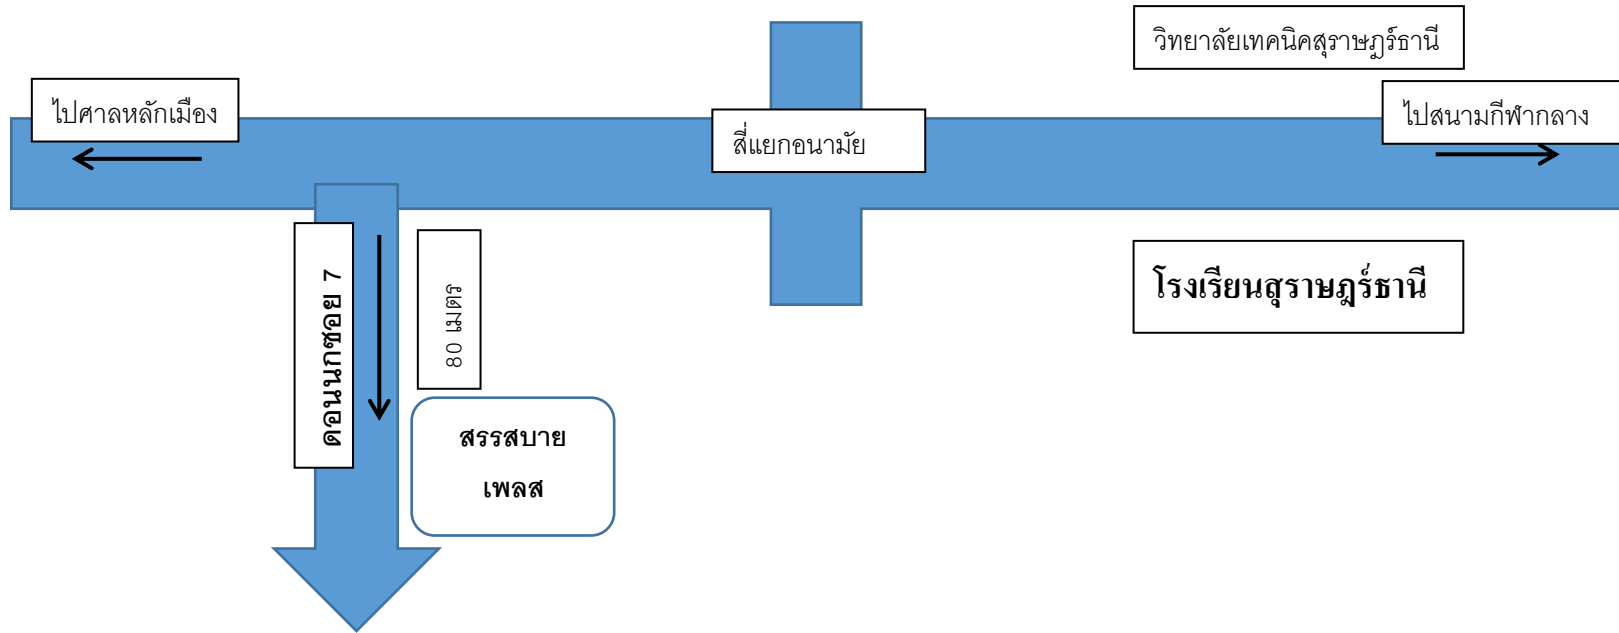 วิทยาลัยเทคนิคสุราษฎร์ธานี
ไปศาลหลักเมือง
สี่แยกอนามัย
ไปสนามกีฬากลาง
ดอนนกซอย 7
80 เมตร
โรงเรียนสุราษฎร์ธานี
สรรสบาย
เพลส